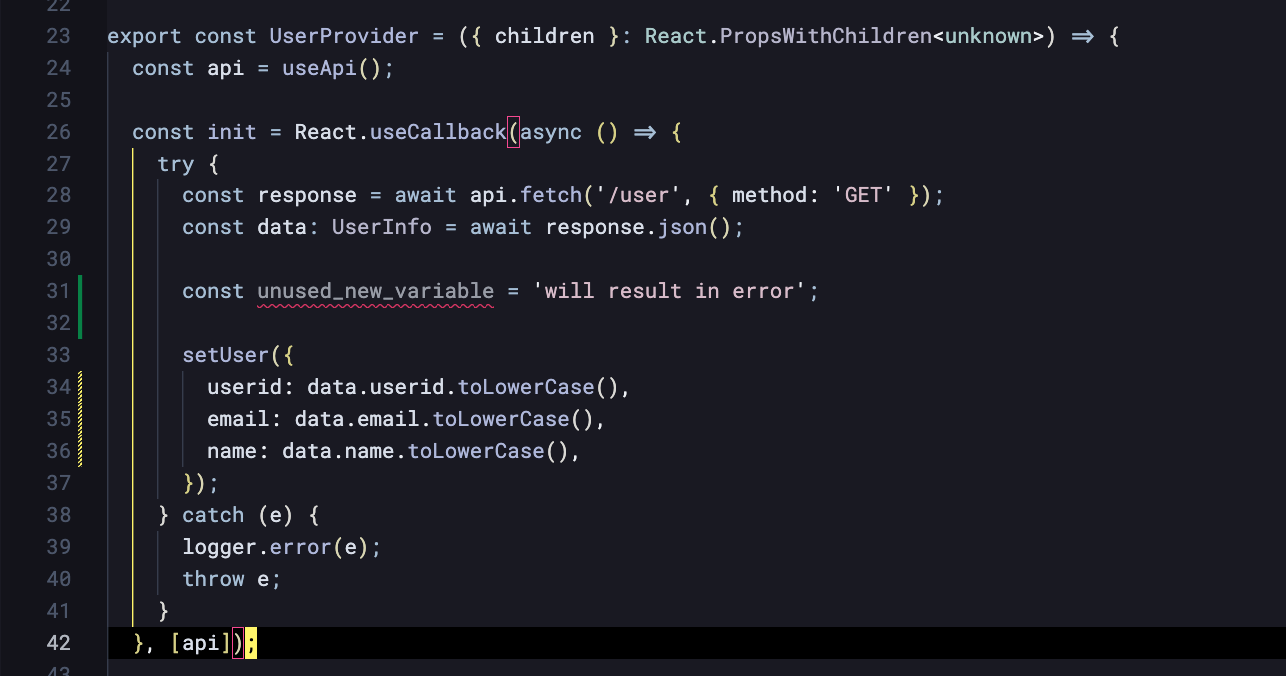 22
23 export const UserProvider = ({ children }: React.PropsWithChildren<unknown>) => {
24 const api = useApi();
25
26 const init = React.useCallback(async () => {
27 try {
28 const response = await api.fetch('/user', { method: 'GET' });
29 const data: UserInfo = await response.json();
30
31 const unused_new_variable = 'will result in error';
32
33 setUser({
34 userid: data.userid.toLowerCase(),
35 email: data.email.toLowerCase(),
36 name: data.name.toLowerCase(),
37 });
38 } catch (e) {
39 logger.error(e);
40 throw e;
41 }
42 }, [api]);
43